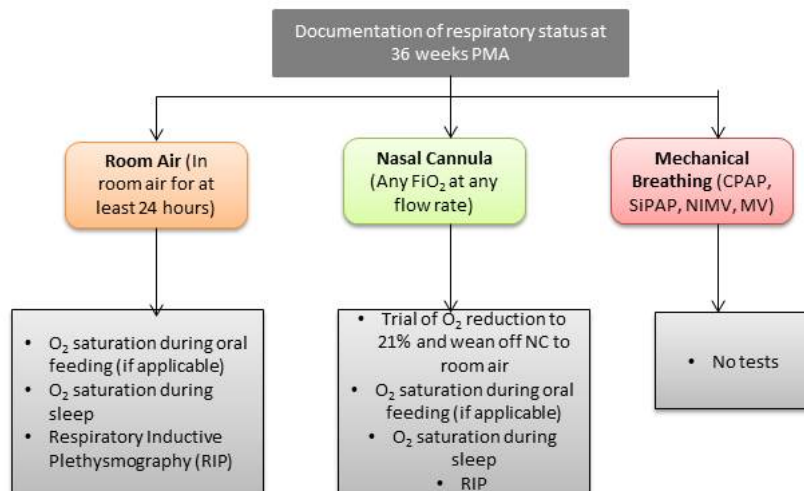 Documentation of respiratory status at
36 weeks PMA
Room Air (In
room air for at
least 24 hours)
Nasal Cannula
(Any FiO₂ at any
flow rate)
Mechanical
Breathing (CPAP,
SiPAP, NIMV, MV)
• O₂ saturation during oral
feeding (if applicable)
• O₂ saturation during
sleep
• Respiratory Inductive
Plethysmography (RIP)
• Trial of O₂ reduction to
21% and wean off NC to
room air
• O₂ saturation during oral
feeding (if applicable)
• O₂ saturation during
sleep
• RIP
• No tests